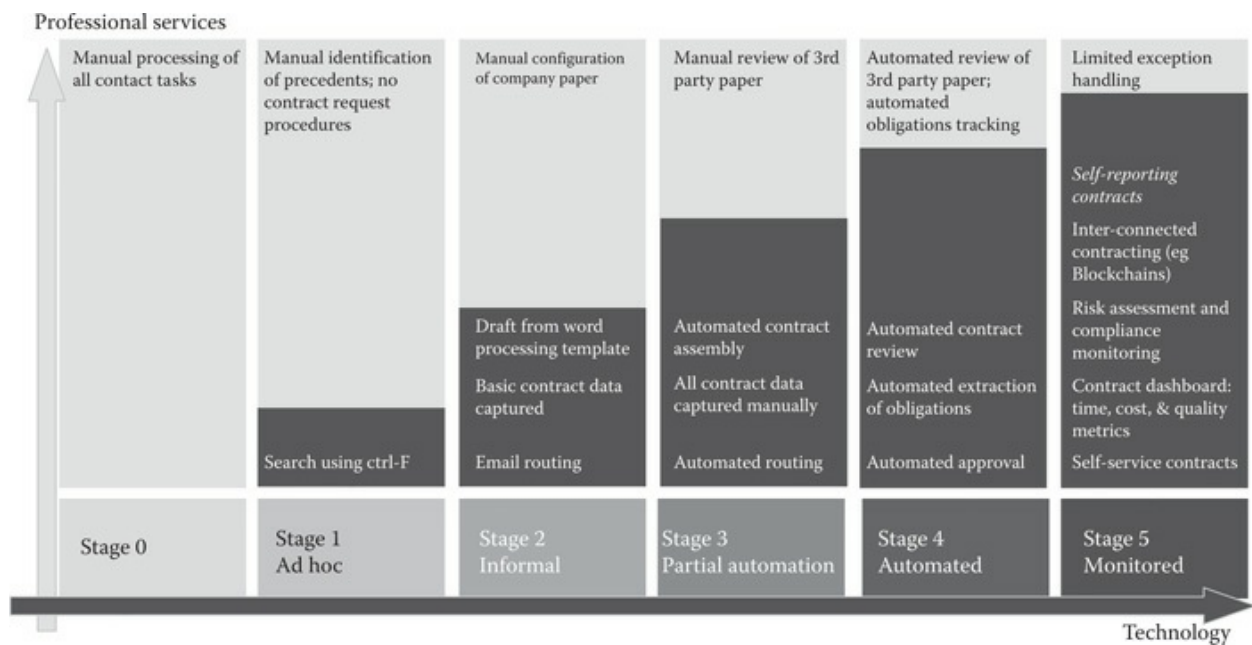 Professional services
Manual processing of
all contact tasks
Manual identification
of precedents; no
contract request
procedures
Manual configuration
of company paper
Manual review of 3rd
party paper
Automated review of
3rd party paper;
automated
obligations tracking
Limited exception
handling
Search using ctrl-F
Draft from word
processing template
Basic contract data
captured
Email routing
Automated contract
assembly
All contract data
captured manually
Automated routing
Automated contract
review
Automated extraction
of obligations
Automated approval
Self-reporting
contracts
Inter-connected
contracting (eg
Blockchains)
Risk assessment and
compliance
monitoring
Contract dashboard:
time, cost, & quality
metrics
Self-service contracts
Stage 0
Stage 1
Ad hoc
Stage 2
Informal
Stage 3
Partial automation
Stage 4
Automated
Stage 5
Monitored
Technology